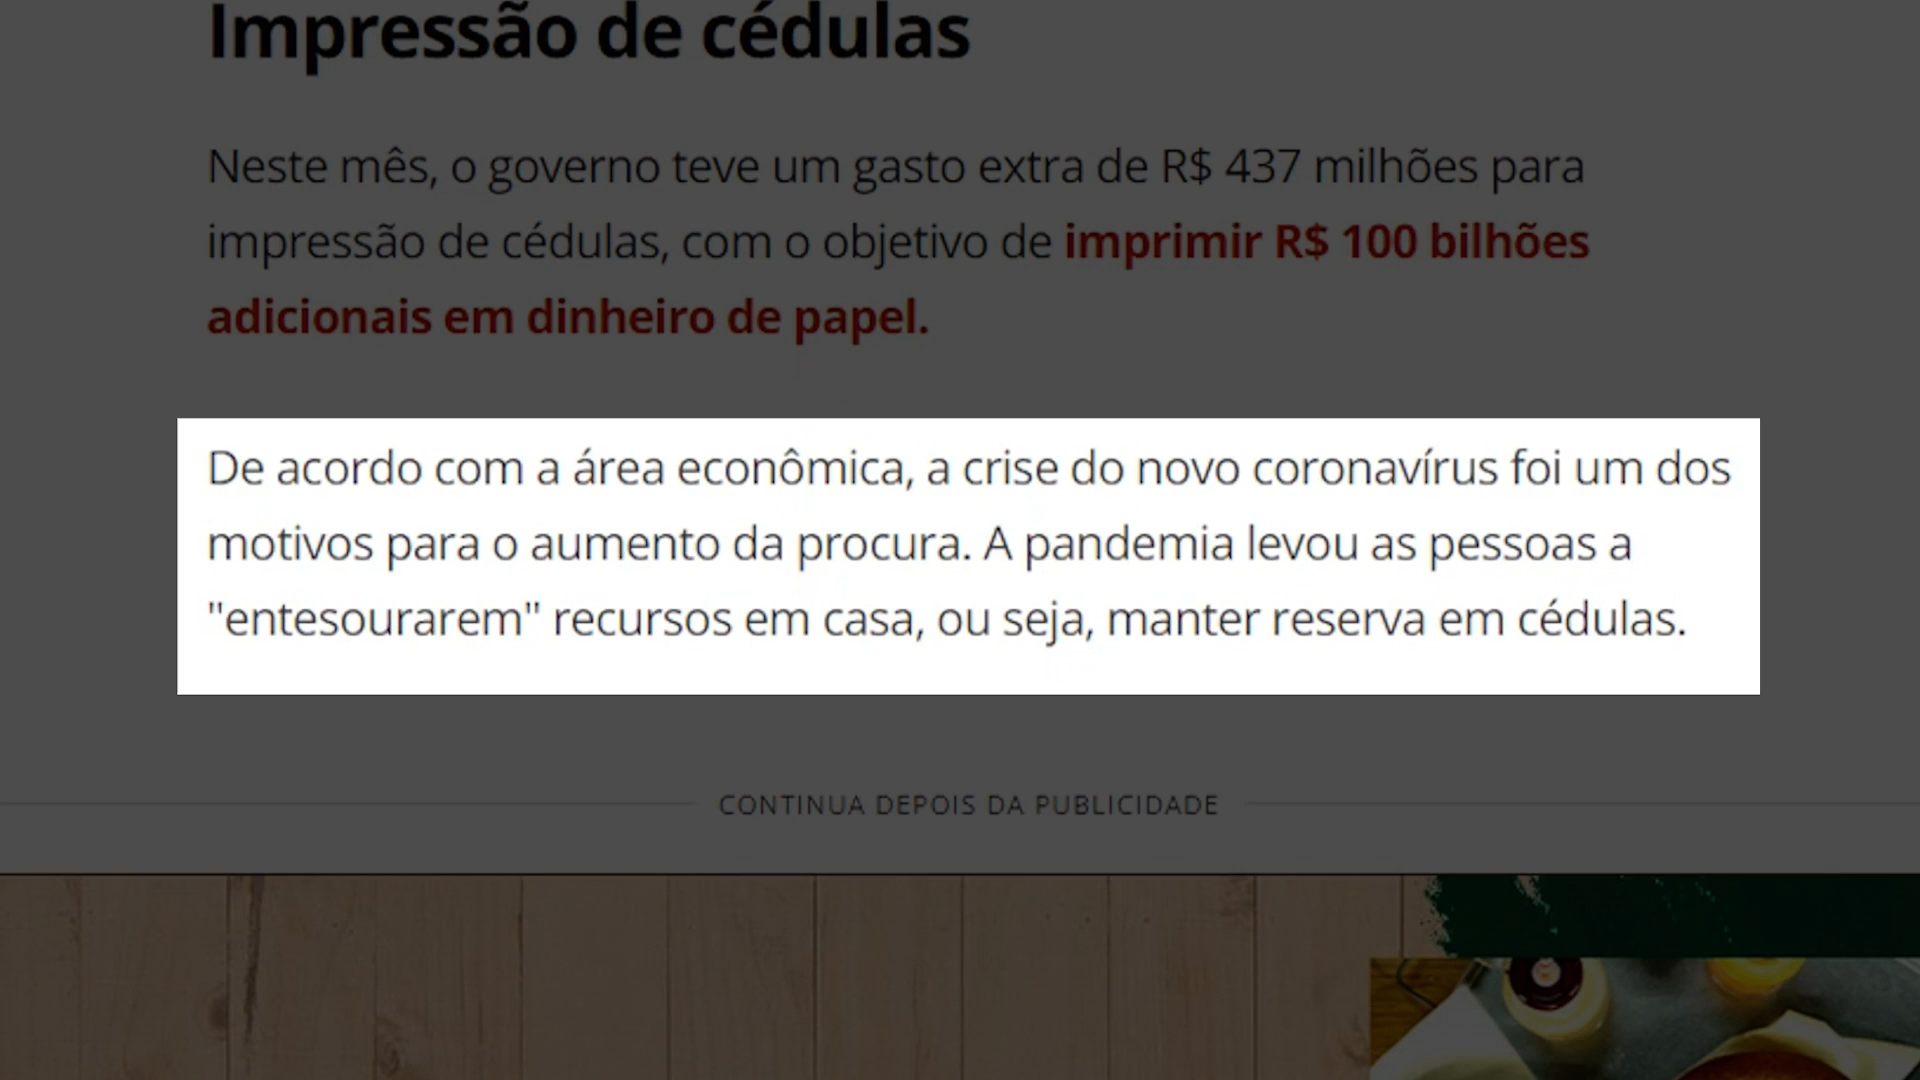 Impressão de cédulas
Neste mês, o governo teve um gasto extra de R$ 437 milhões para
impressão de cédulas, com o objetivo de imprimir R$ 100 bilhões
adicionais em dinheiro de papel.
De acordo com a área econômica, a crise do novo coronavírus foi um dos
motivos para o aumento da procura. A pandemia levou as pessoas a
"entesourarem" recursos em casa, ou seja, manter reserva em cédulas.
CONTINUA DEPOIS DA PUBLICIDADE